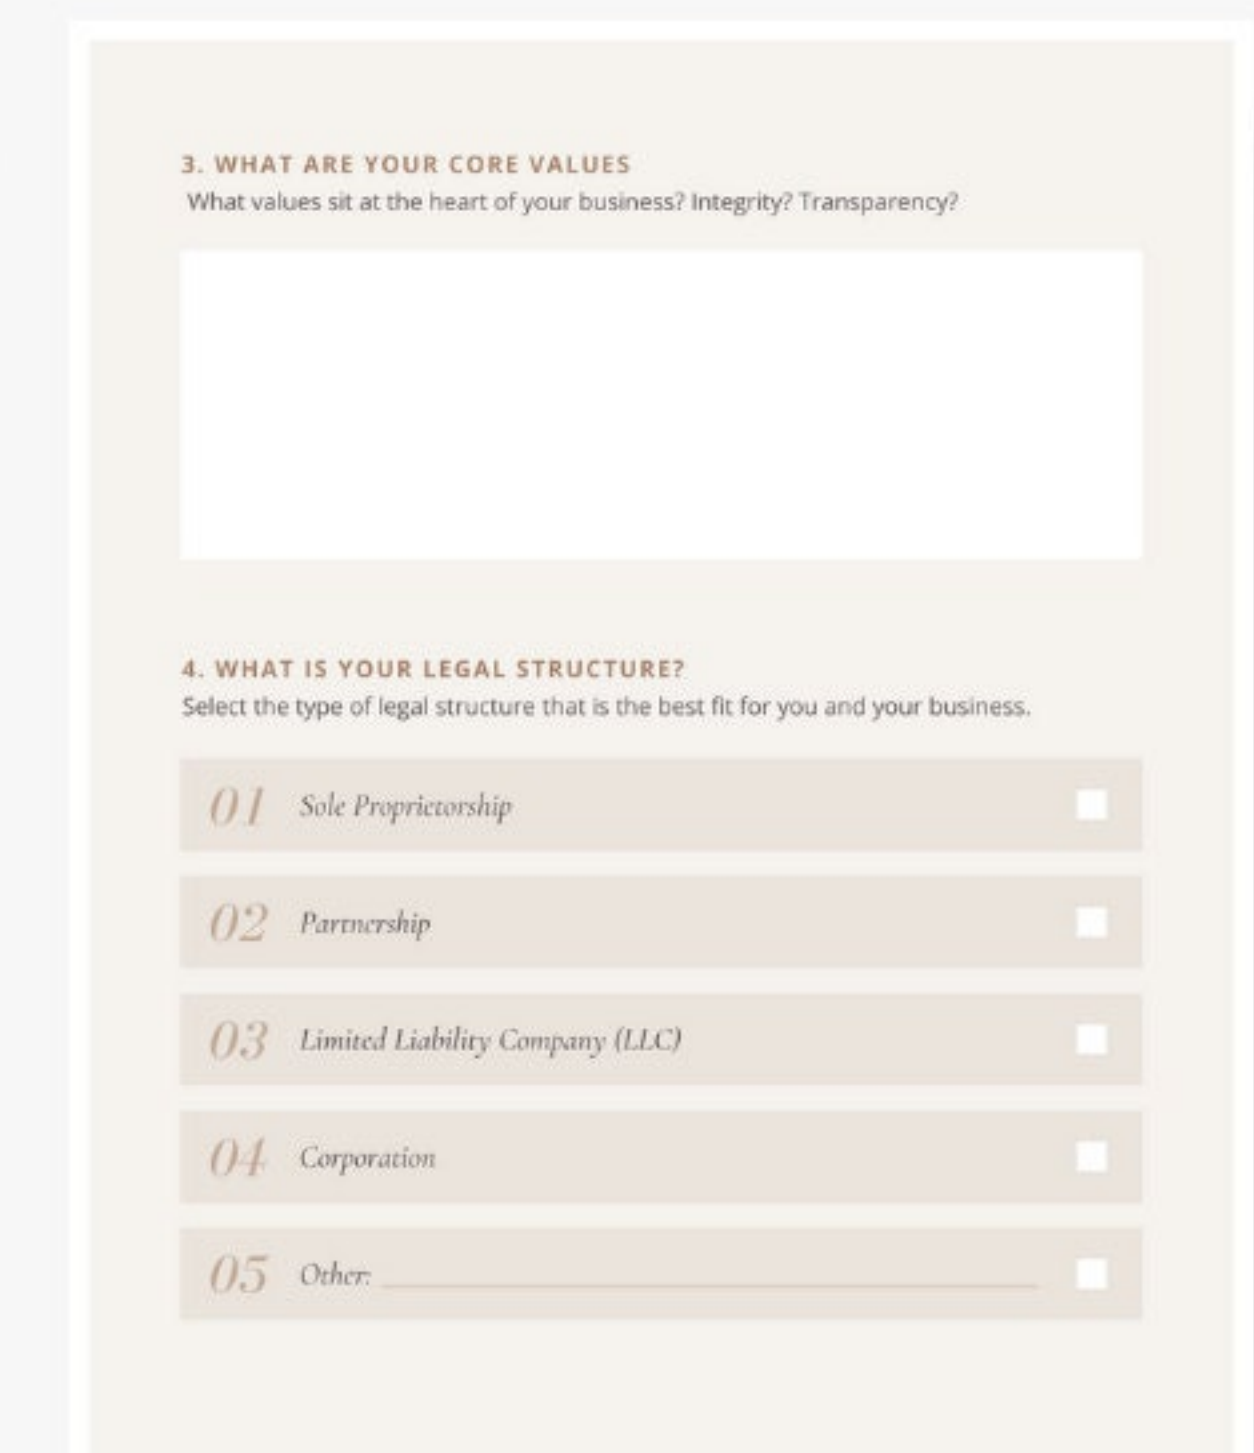 3. WHAT ARE YOUR CORE VALUES
What values sit at the heart of your business? Integrity? Transparency?
4. WHAT IS YOUR LEGAL STRUCTURE?
Select the type of legal structure that is the best fit for you and your business.
01 Sole Proprietorship
02 Partnership
03 Limited Liability Company (LLC)
04 Corporation
05 Other: